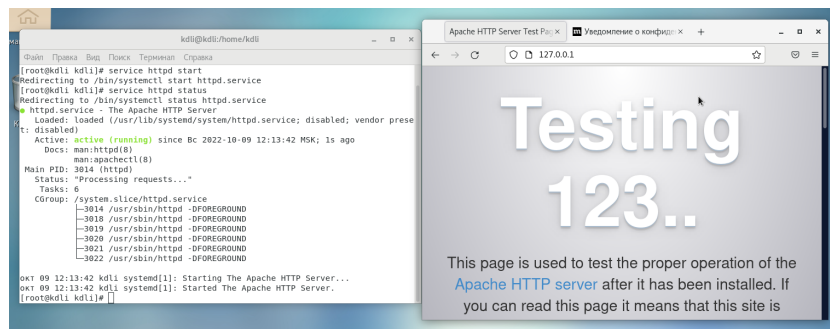 kdli@kdli:/home/kdli
Файл Правка Вид Поиск Терминал Справка
[root@kdli kdli]# service httpd start
Redirecting to /bin/systemctl start httpd.service
[root@kdli kdli]# service httpd status
Redirecting to /bin/systemctl status httpd.service
● httpd.service - The Apache HTTP Server
Loaded: loaded (/usr/lib/systemd/system/httpd.service; disabled; vendor prese
t: disabled)
Active: active (running) since Вс 2022-10-09 12:13:42 MSK; 1s ago
Docs: man:httpd(8)
man:apachectl(8)
Main PID: 3014 (httpd)
Status: "Processing requests..."
Tasks: 6
CGroup: /system.slice/httpd.service
├─3014 /usr/sbin/httpd -DFOREGROUND
├─3018 /usr/sbin/httpd -DFOREGROUND
├─3019 /usr/sbin/httpd -DFOREGROUND
├─3020 /usr/sbin/httpd -DFOREGROUND
├─3021 /usr/sbin/httpd -DFOREGROUND
└─3022 /usr/sbin/httpd -DFOREGROUND
окт 09 12:13:42 kdli systemd[1]: Starting The Apache HTTP Server...
окт 09 12:13:42 kdli systemd[1]: Started The Apache HTTP Server.
[root@kdli kdli]#
Apache HTTP Server Test Pag
Уведомление о конфиде
127.0.0.1
Testing
123..
This page is used to test the proper operation of the
Apache HTTP server after it has been installed. If
you can read this page it means that this site is